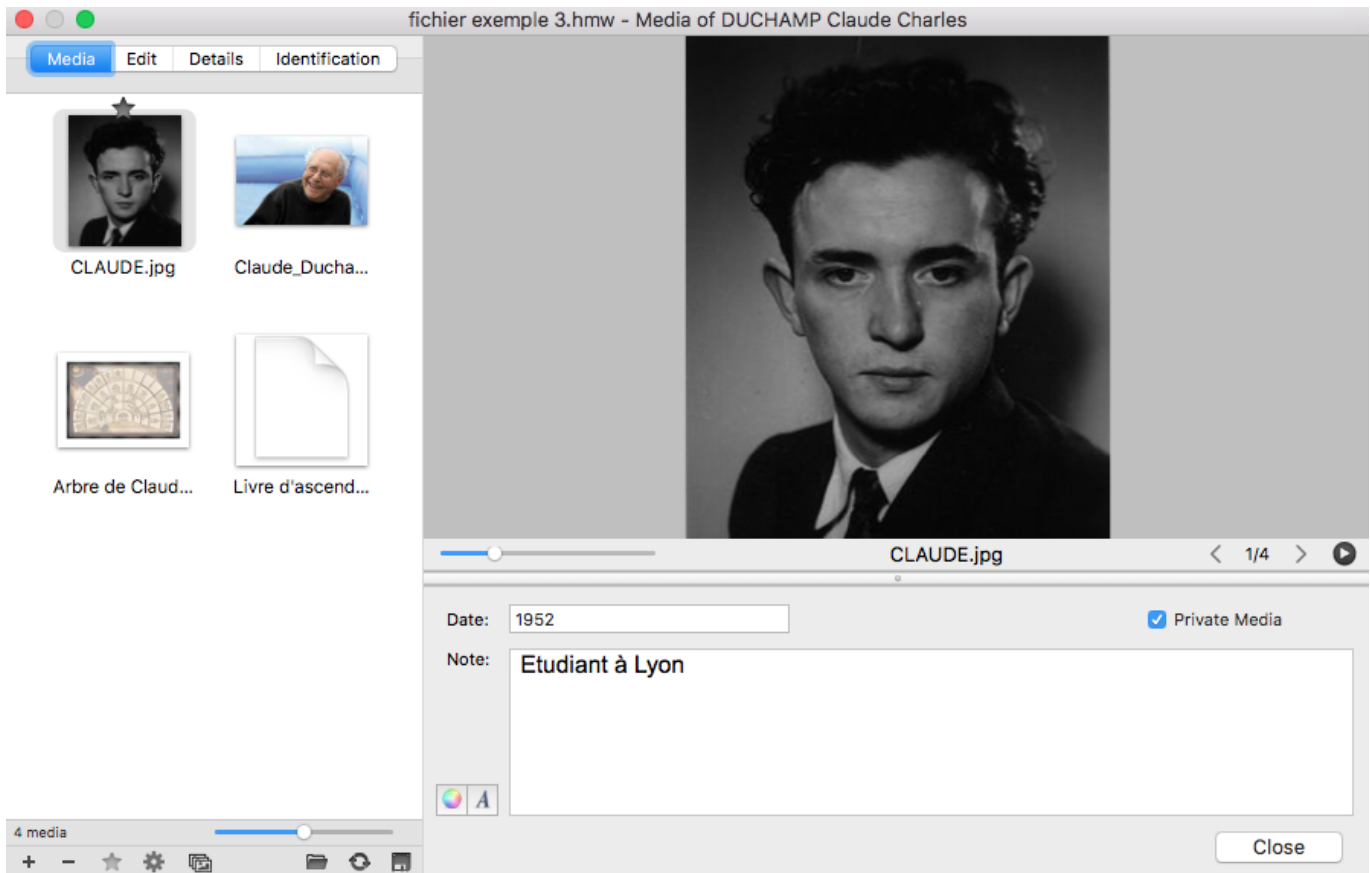 fichier exemple 3.hmw - Media of DUCHAMP Claude Charles
Media Edit Details Identification
CLAUDE.jpg Claude_Ducha...
Arbre de Claud... Livre d'ascend...
4 media
CLAUDE.jpg 1/4
Date: 1952 Private Media
Note: Etudiant à Lyon
A
Close